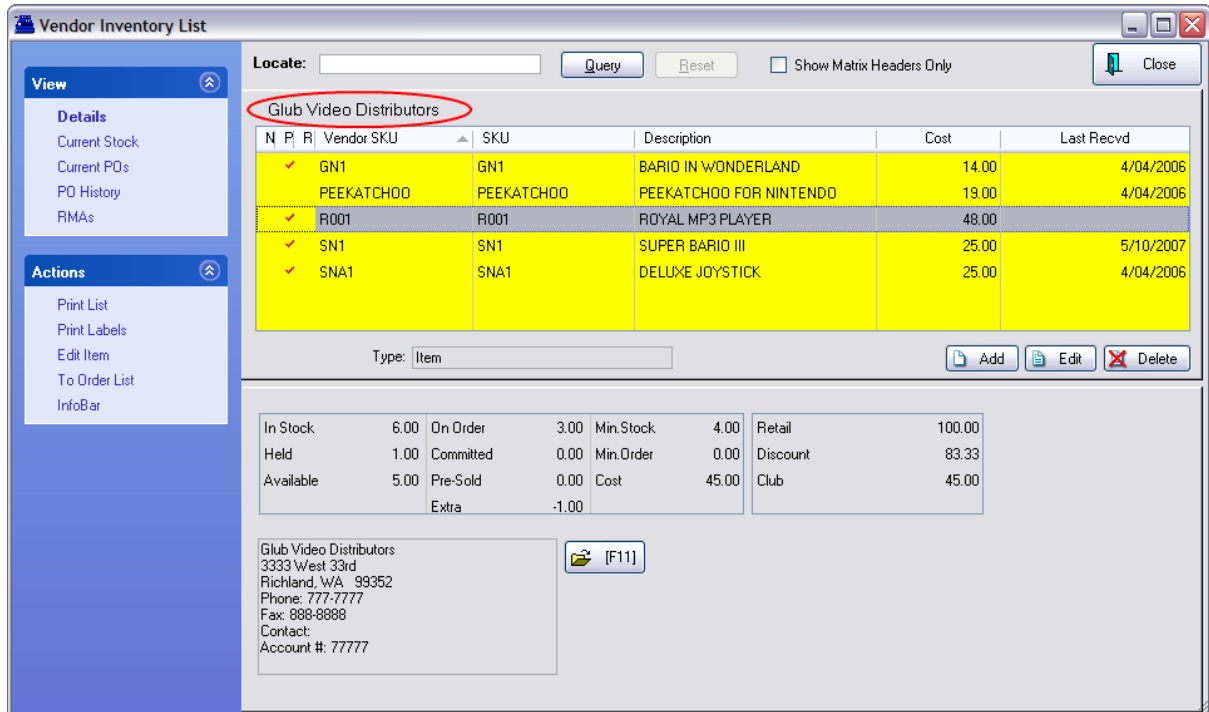 Vendor Inventory List
View
Details
Current Stock
Current POs
PO History
RMAs
Actions
Print List
Print Labels
Edit Item
To Order List
InfoBar
Locate: Query Reset Show Matrix Headers Only Close
Glub Video Distributors
N P R Vendor SKU SKU Description Cost Last Recvd
GN1 GN1 BARIO IN WONDERLAND 14.00 4/04/2006
PEEKATCHOO PEEKATCHOO PEEKATCHOO FOR NINTENDO 19.00 4/04/2006
R001 R001 ROYAL MP3 PLAYER 48.00
SN1 SN1 SUPER BARIO III 25.00 5/10/2007
SNA1 SNA1 DELUXE JOYSTICK 25.00 4/04/2006
Type: Item Add Edit Delete
In Stock 6.00 On Order 3.00 Min.Stock 4.00 Retail 100.00
Held 1.00 Committed 0.00 Min.Order 0.00 Discount 83.33
Available 5.00 Pre-Sold 0.00 Cost 45.00 Club 45.00
Extra -1.00
Glub Video Distributors
3333 West 33rd
Richland, WA 99352
Phone: 777-7777
Fax: 888-8888
Contact:
Account #: 77777
[F11]